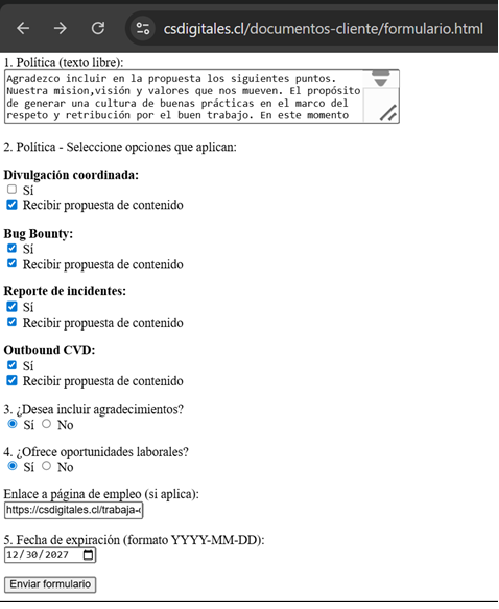 csdigitales.cl/documentos-cliente/formulario.html
1. Política (texto libre):
Agradezco incluir en la propuesta los siguientes puntos.
Nuestra mision,visión y valores que nos mueven. El propósito
de generar una cultura de buenas prácticas en el marco del
respeto y retribución por el buen trabajo. En este momento
2. Política - Seleccione opciones que aplican:
Divulgación coordinada:
Sí
Recibir propuesta de contenido
Bug Bounty:
Sí
Recibir propuesta de contenido
Reporte de incidentes:
Sí
Recibir propuesta de contenido
Outbound CVD:
Sí
Recibir propuesta de contenido
3. ¿Desea incluir agradecimientos?
Sí No
4. ¿Ofrece oportunidades laborales?
Sí No
Enlace a página de empleo (si aplica):
https://csdigitales.cl/trabaja-
5. Fecha de expiración (formato YYYY-MM-DD):
12/30/2027
Enviar formulario